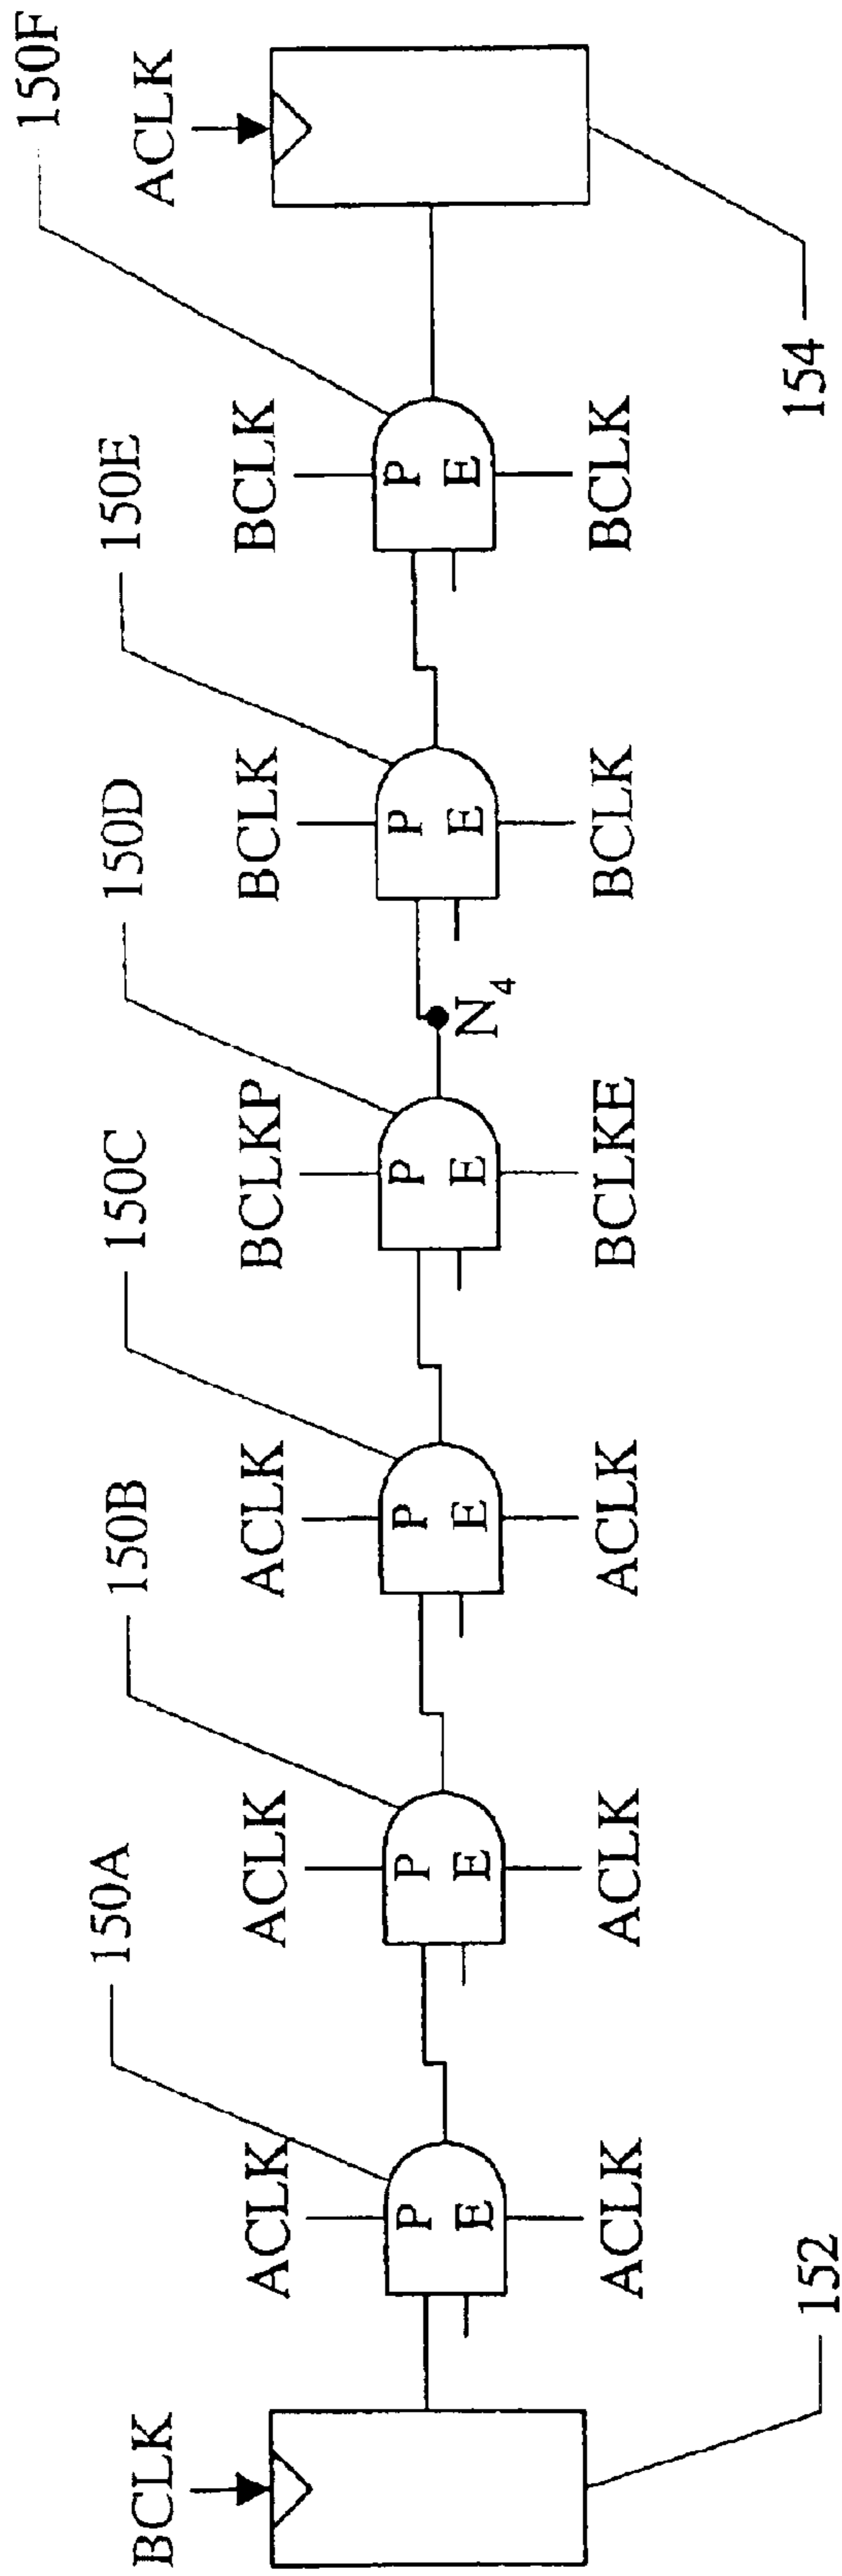 150A
150B
150C
150D
150E
150F
BCLK
ACLK
ACLK
ACLK
BCLKP
BCLK
BCLK
ACLK
P
E
P
E
P
E
P
E
P
E
P
E
N4
ACLK
ACLK
ACLK
BCLKE
BCLK
BCLK
152
154